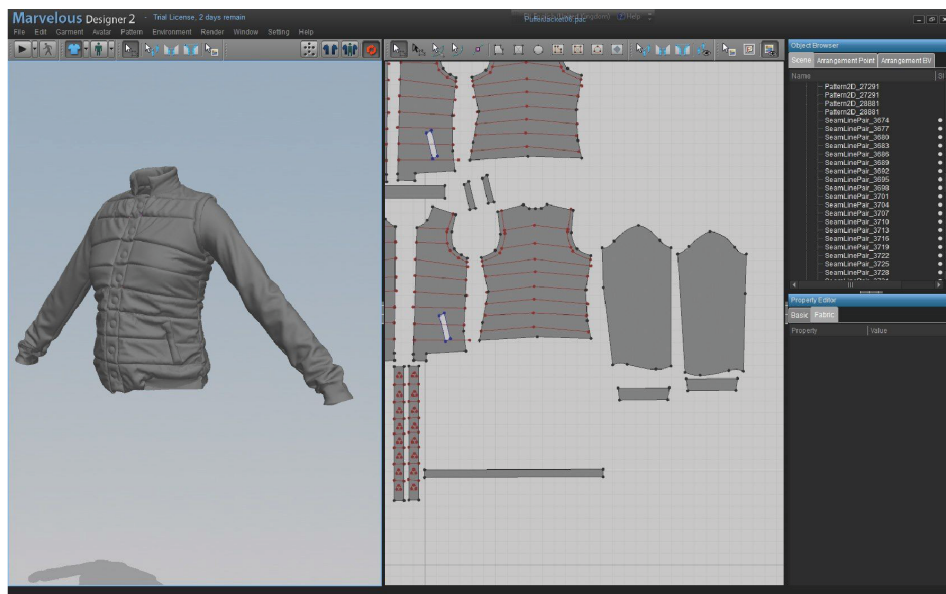 Marvelous Designer 2 - Trial License, 2 days remain
PufferJacket06.pac
Help
File Edit Garment Avatar Pattern Environment Render Window Setting Help
Object Browser
Scene Arrangement Point Arrangement BV
Name
Pattern2D_27291
Pattern2D_27291
Pattern2D_28881
Pattern2D_28881
SeamLinePair_3674
SeamLinePair_3677
SeamLinePair_3680
SeamLinePair_3683
SeamLinePair_3686
SeamLinePair_3689
SeamLinePair_3692
SeamLinePair_3695
SeamLinePair_3698
SeamLinePair_3701
SeamLinePair_3704
SeamLinePair_3707
SeamLinePair_3710
SeamLinePair_3713
SeamLinePair_3716
SeamLinePair_3719
SeamLinePair_3722
SeamLinePair_3725
SeamLinePair_3728
Property Editor
Basic Fabric
Property Value